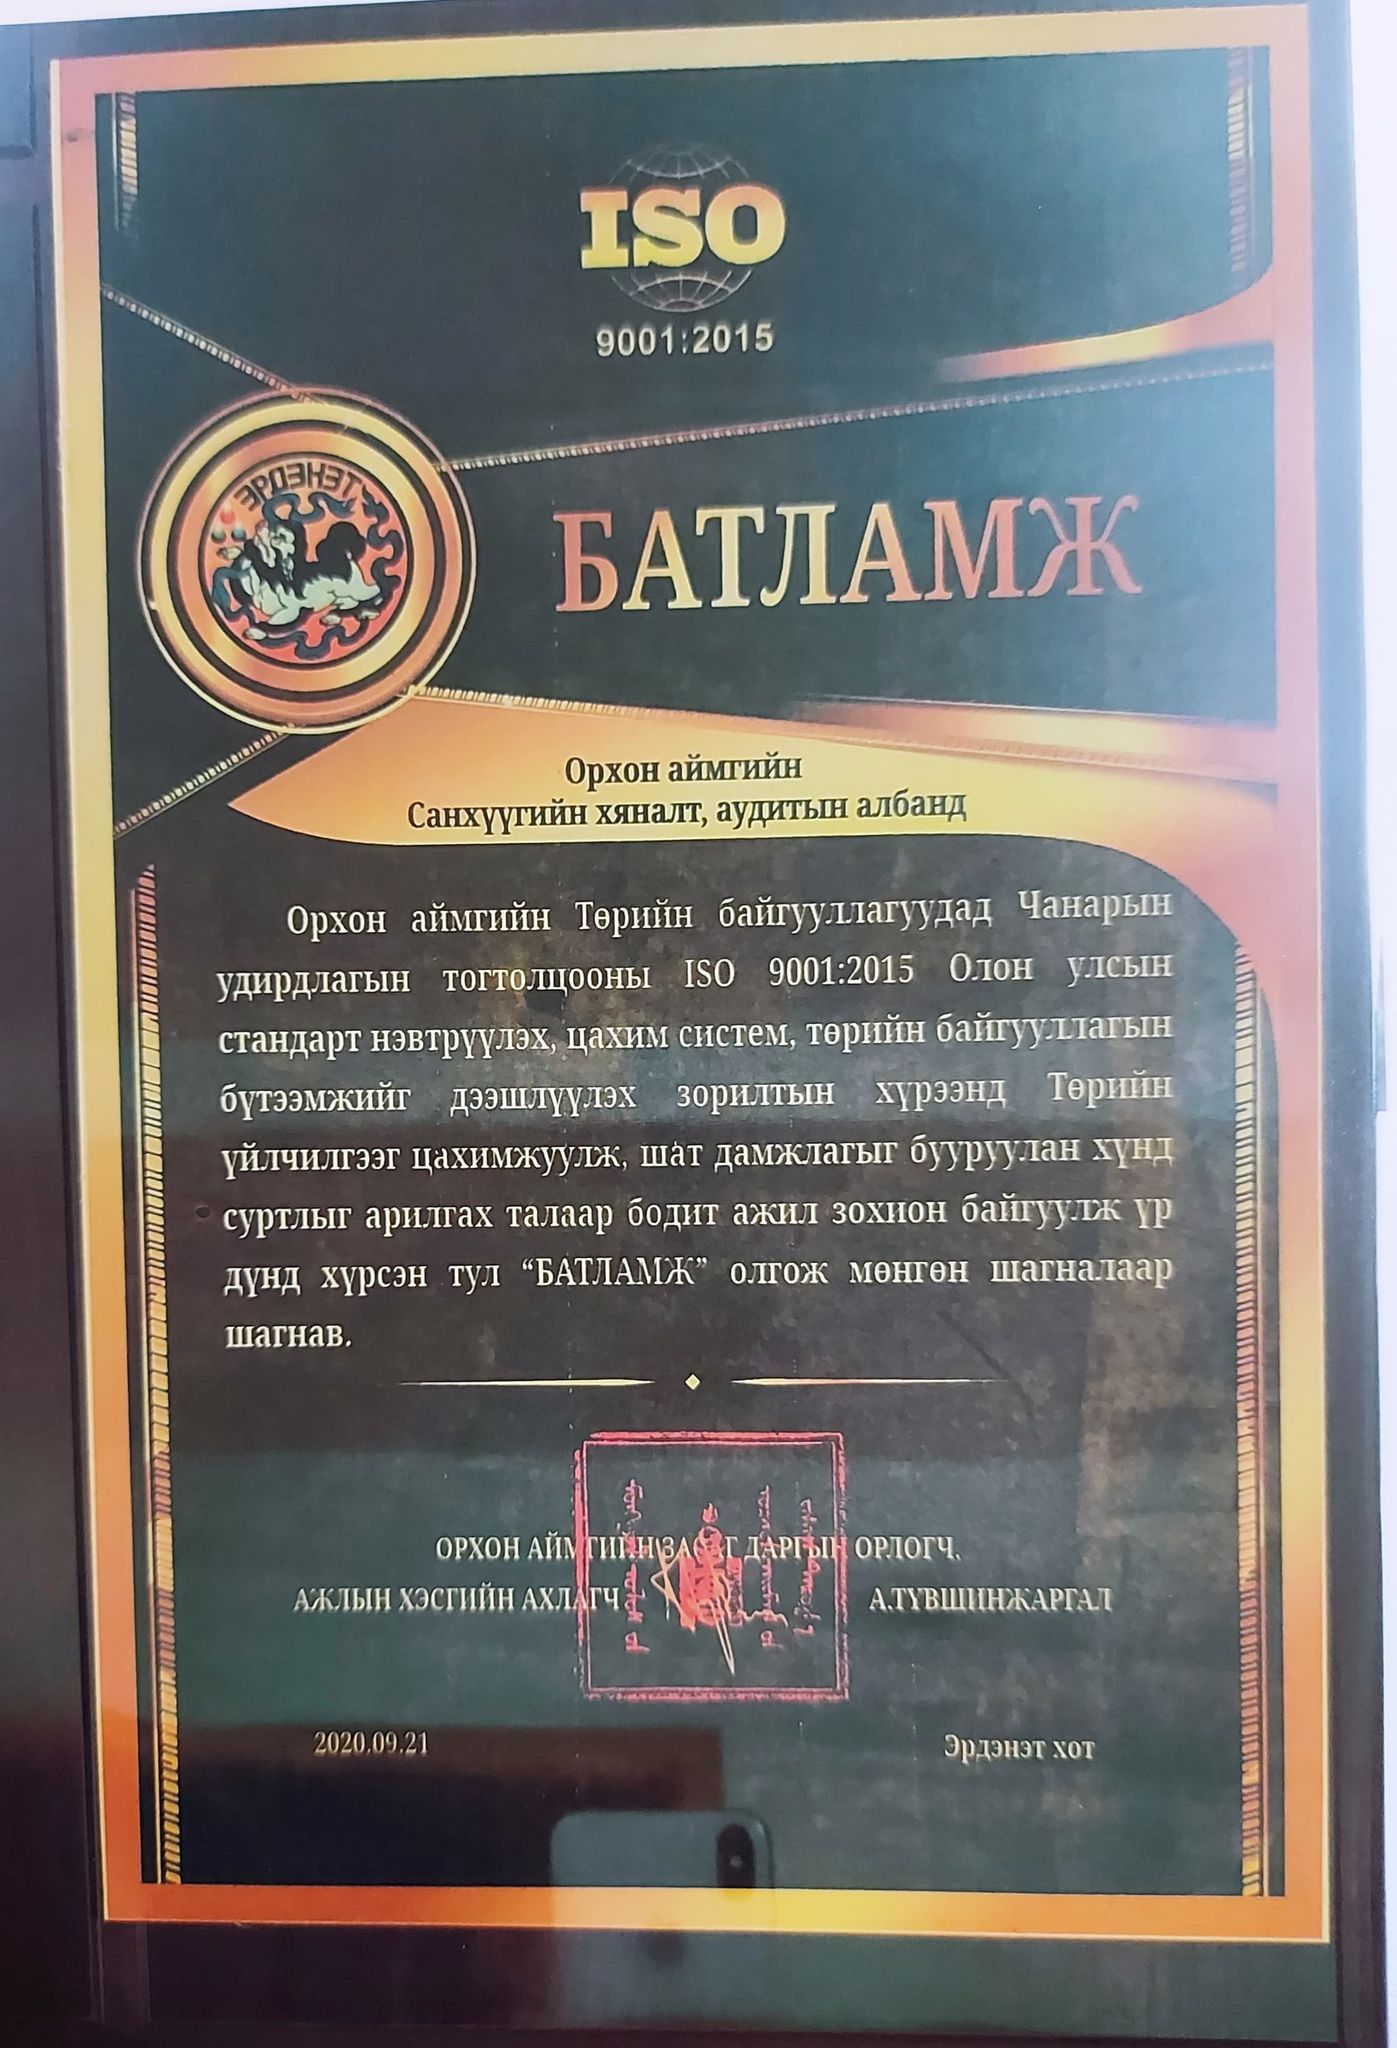 ISO
9001:2015
ЭРДЭНЭТ
БАТЛАМЖ
Орхон аймгийн
Санхүүгийн хяналт, аудитын албанд
Орхон аймгийн Төрийн байгууллагуудад Чанарын
удирдлагын тогтолцооны ISO 9001:2015 Олон улсын
стандарт нэвтрүүлэх, цахим систем, төрийн байгууллагын
бүтээмжийг дээшлүүлэх зорилтын хүрээнд Төрийн
үйлчилгээг цахимжуулж, шат дамжлагыг бууруулан хүнд
суртлыг арилгах талаар бодит ажил зохион байгуулж үр
дүнд хүрсэн тул “БАТЛАМЖ” олгож мөнгөн шагналаар
шагнав.
ОРХОН АЙМГИЙН ЗАСАГ ДАРГЫН ОРЛОГЧ,
АЖЛЫН ХЭСГИЙН АХЛАГЧ А.ТҮВШИНЖАРГАЛ
2020.09.21 Эрдэнэт хот